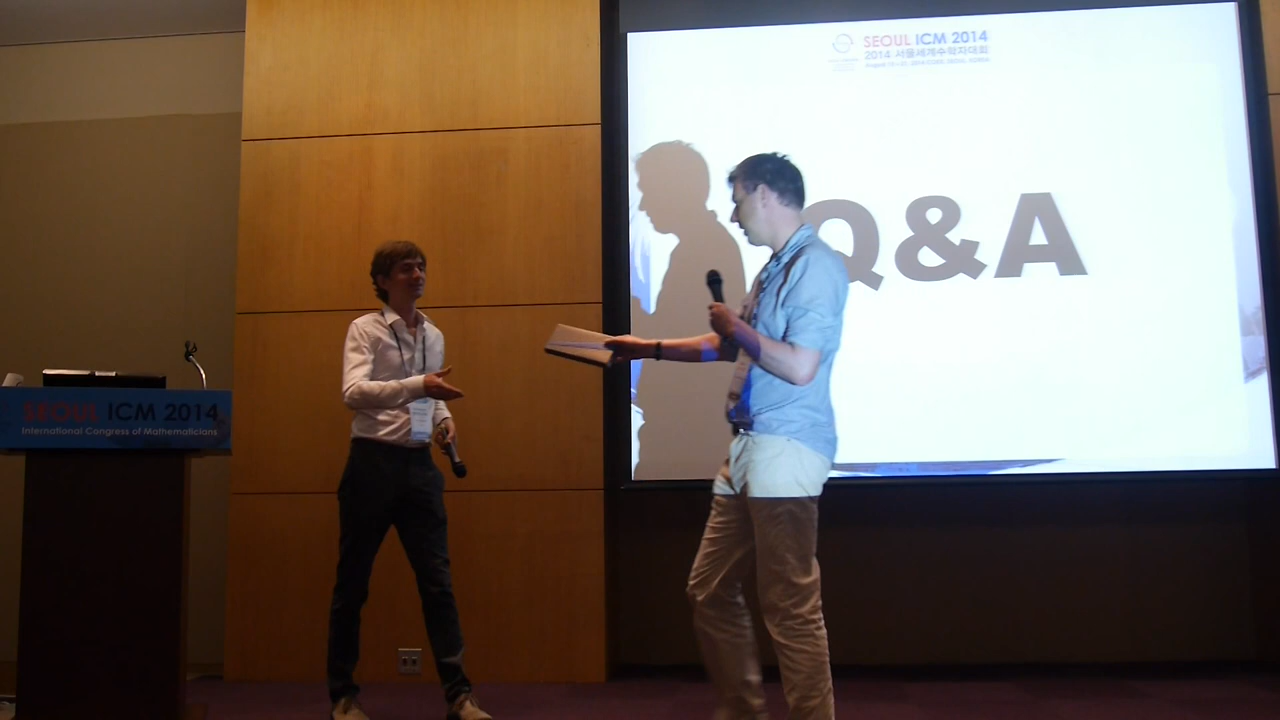 SEOUL ICM 2014
2014 서울세계수학자대회
Q&A
SEOUL ICM 2014
International Congress of Mathematicians